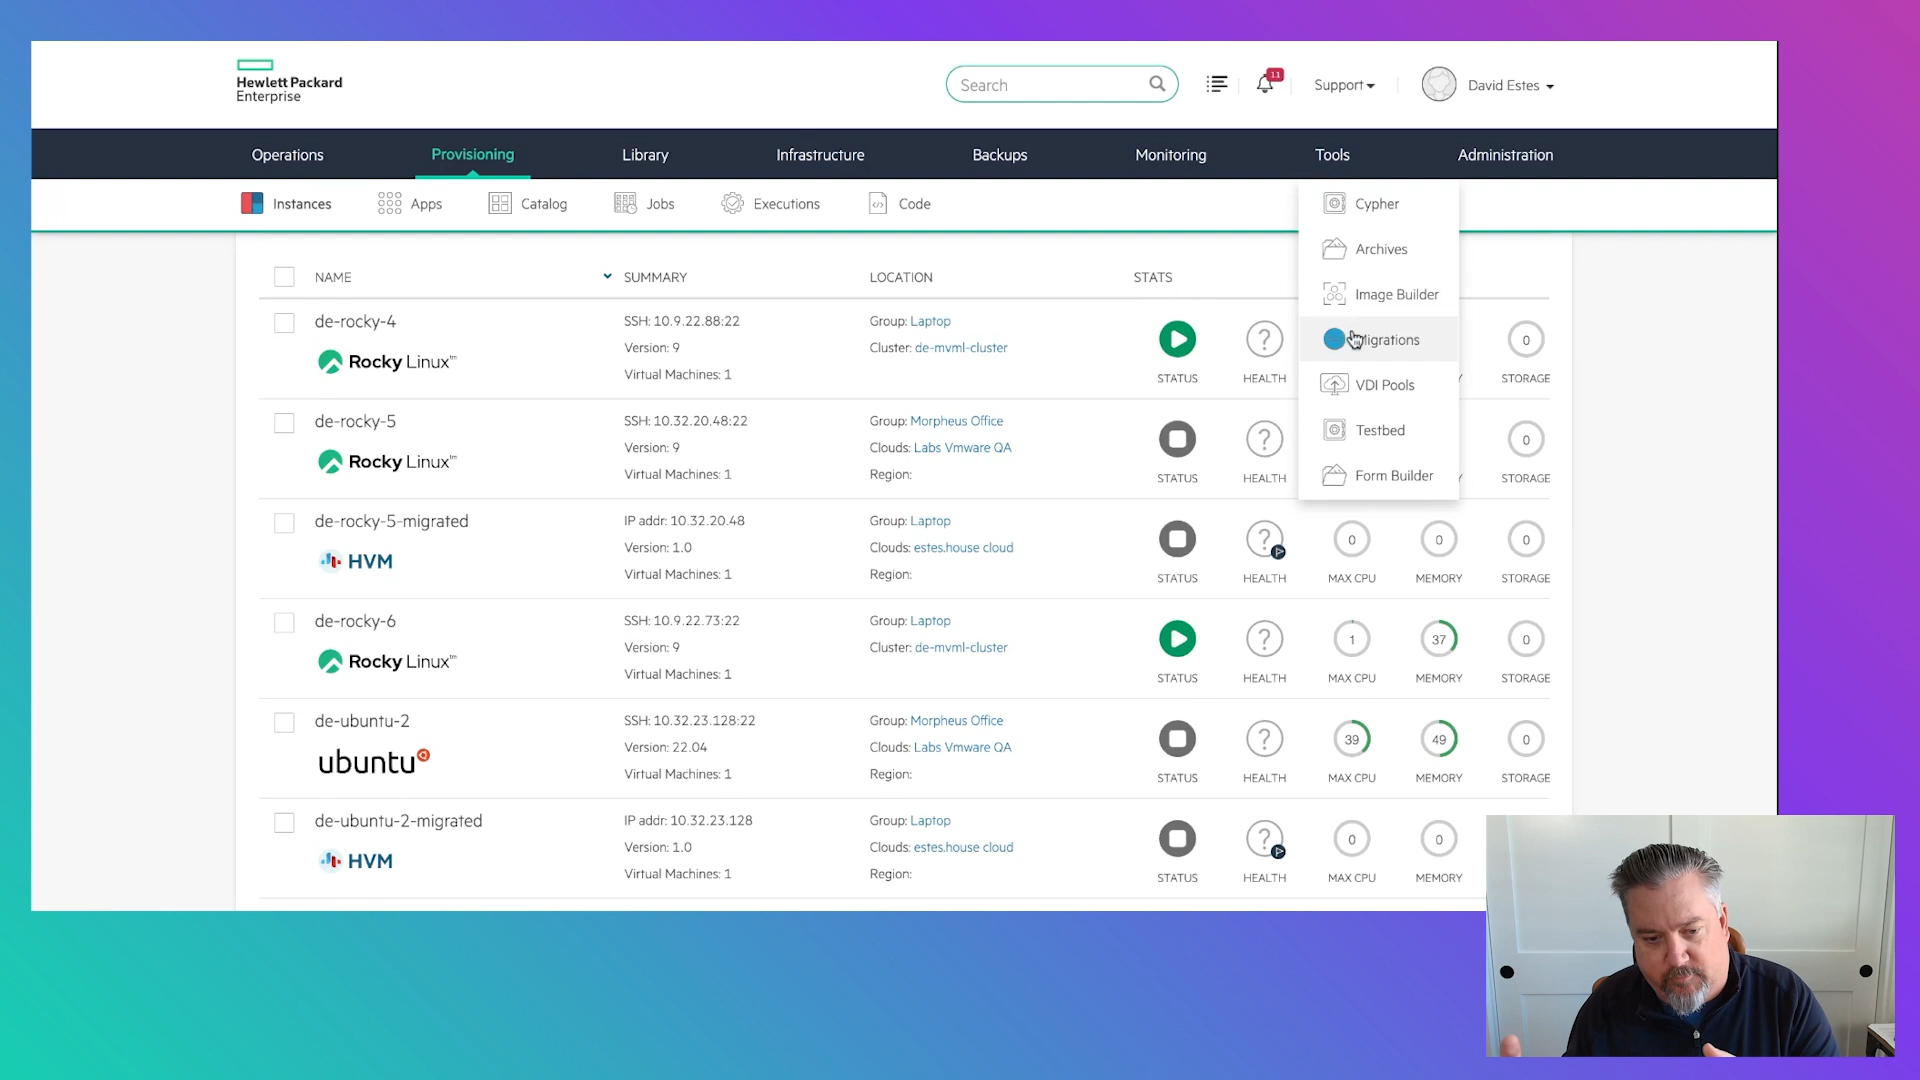 Hewlett Packard
Enterprise
Search
11
Support
David Estes
Operations
Provisioning
Library
Infrastructure
Backups
Monitoring
Tools
Administration
Instances
Apps
Catalog
Jobs
Executions
Code
Cypher
Archives
Image Builder
Migrations
VDI Pools
Testbed
Form Builder
NAME
SUMMARY
LOCATION
STATS
de-rocky-4
Rocky Linux™
SSH: 10.9.22.88:22
Version: 9
Virtual Machines: 1
Group: Laptop
Cluster: de-mvml-cluster
STATUS
HEALTH
0
STORAGE
de-rocky-5
Rocky Linux™
SSH: 10.32.20.48:22
Version: 9
Virtual Machines: 1
Group: Morpheus Office
Clouds: Labs Vmware QA
Region:
STATUS
HEALTH
0
STORAGE
de-rocky-5-migrated
HVM
IP addr: 10.32.20.48
Version: 1.0
Virtual Machines: 1
Group: Laptop
Clouds: estes.house cloud
Region:
STATUS
HEALTH
0
MAX CPU
0
MEMORY
0
STORAGE
de-rocky-6
Rocky Linux™
SSH: 10.9.22.73:22
Version: 9
Virtual Machines: 1
Group: Laptop
Cluster: de-mvml-cluster
STATUS
HEALTH
1
MAX CPU
37
MEMORY
0
STORAGE
de-ubuntu-2
ubuntu
SSH: 10.32.23.128:22
Version: 22.04
Virtual Machines: 1
Group: Morpheus Office
Clouds: Labs Vmware QA
Region:
STATUS
HEALTH
39
MAX CPU
49
MEMORY
0
STORAGE
de-ubuntu-2-migrated
HVM
IP addr: 10.32.23.128
Version: 1.0
Virtual Machines: 1
Group: Laptop
Clouds: estes.house cloud
Region:
STATUS
HEALTH
0
MAX CPU
0
MEMORY